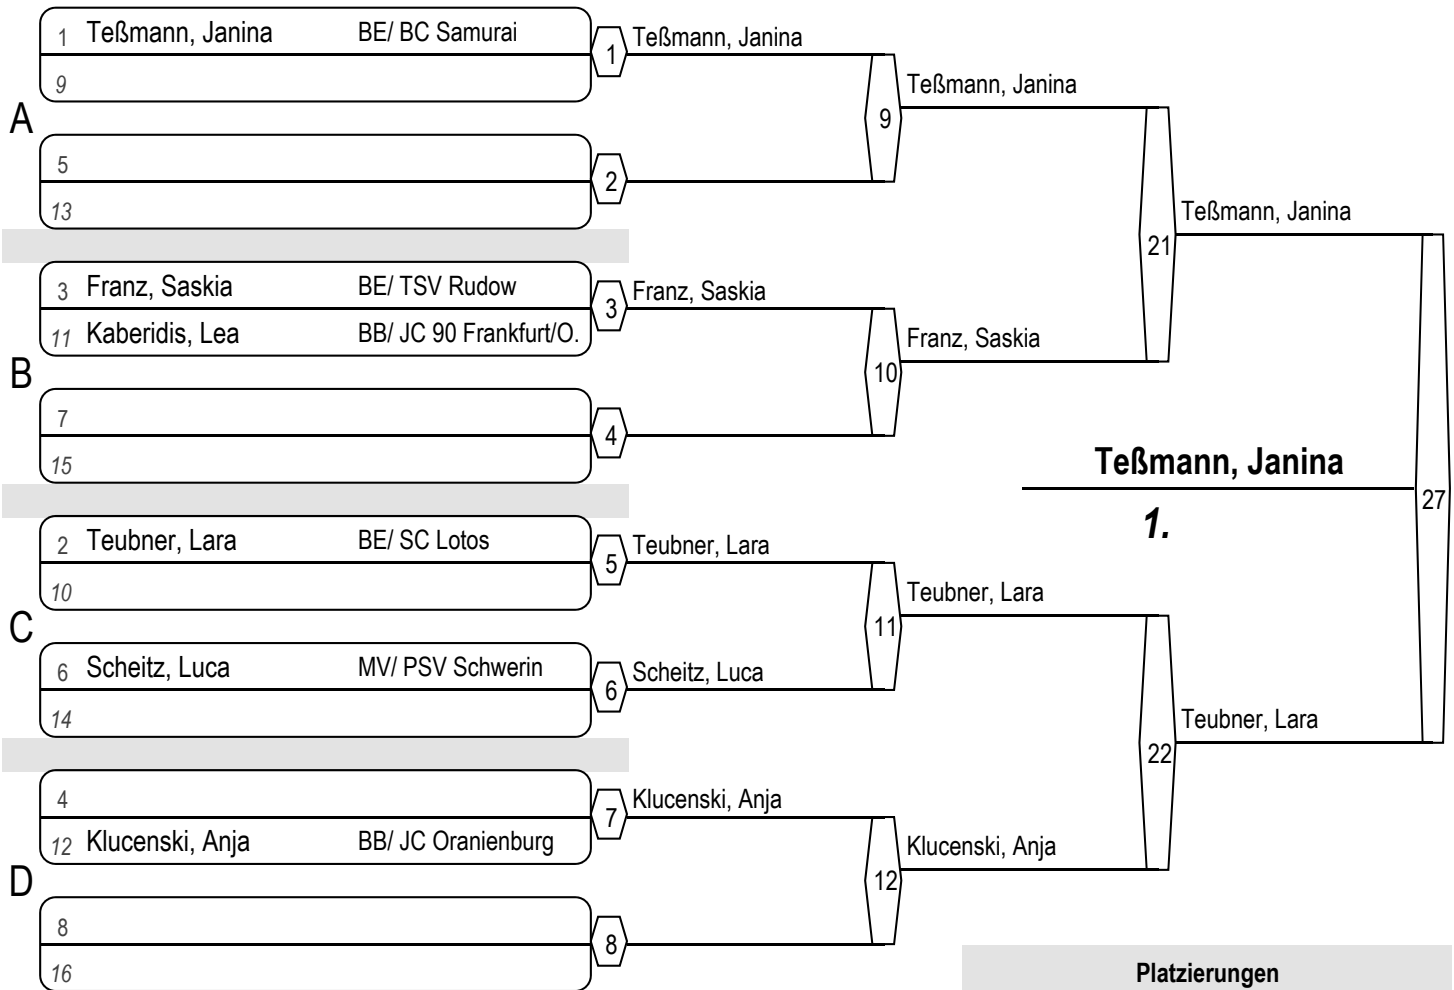 1 Teßmann, Janina BE/ BC Samurai
9
1
Teßmann, Janina
A
5
13
2
9
Teßmann, Janina
3 Franz, Saskia BE/ TSV Rudow
11 Kaberidis, Lea BB/ JC 90 Frankfurt/O.
3
Franz, Saskia
B
7
15
4
10
Franz, Saskia
21
Teßmann, Janina
2 Teubner, Lara BE/ SC Lotos
10
5
Teubner, Lara
C
6 Scheitz, Luca MV/ PSV Schwerin
14
6
Scheitz, Luca
11
Teubner, Lara
4
12 Klucenski, Anja BB/ JC Oranienburg
7
Klucenski, Anja
D
8
16
8
12
Klucenski, Anja
22
Teubner, Lara
27
Teßmann, Janina
1.
Platzierungen